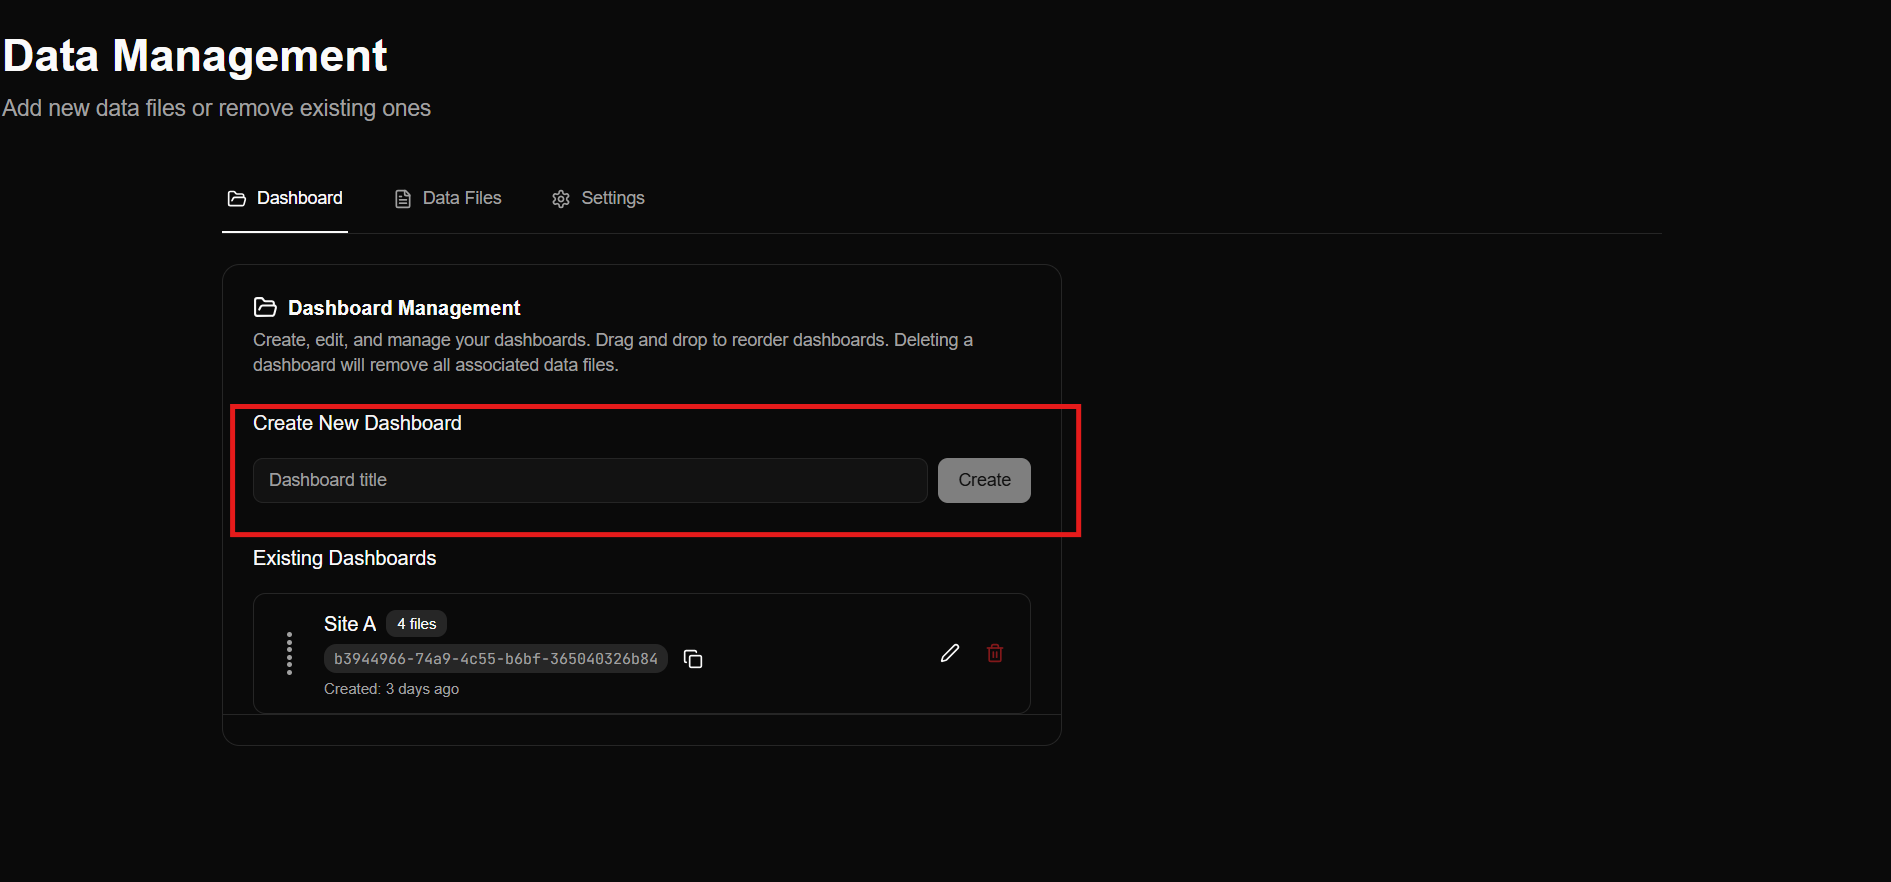 Data Management
Add new data files or remove existing ones
Dashboard
Data Files
Settings
Dashboard Management
Create, edit, and manage your dashboards. Drag and drop to reorder dashboards. Deleting a
dashboard will remove all associated data files.
Create New Dashboard
Dashboard title
Create
Existing Dashboards
Site A
4 files
b3944966-74a9-4c55-b6bf-365040326b84
Created: 3 days ago